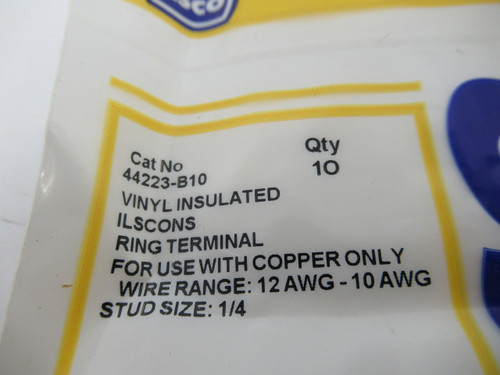 Cat No Qty
44223-B10 10
VINYL INSULATED
ILSCONS
RING TERMINAL
FOR USE WITH COPPER ONLY
WIRE RANGE: 12 AWG - 10 AWG
STUD SIZE: 1/4